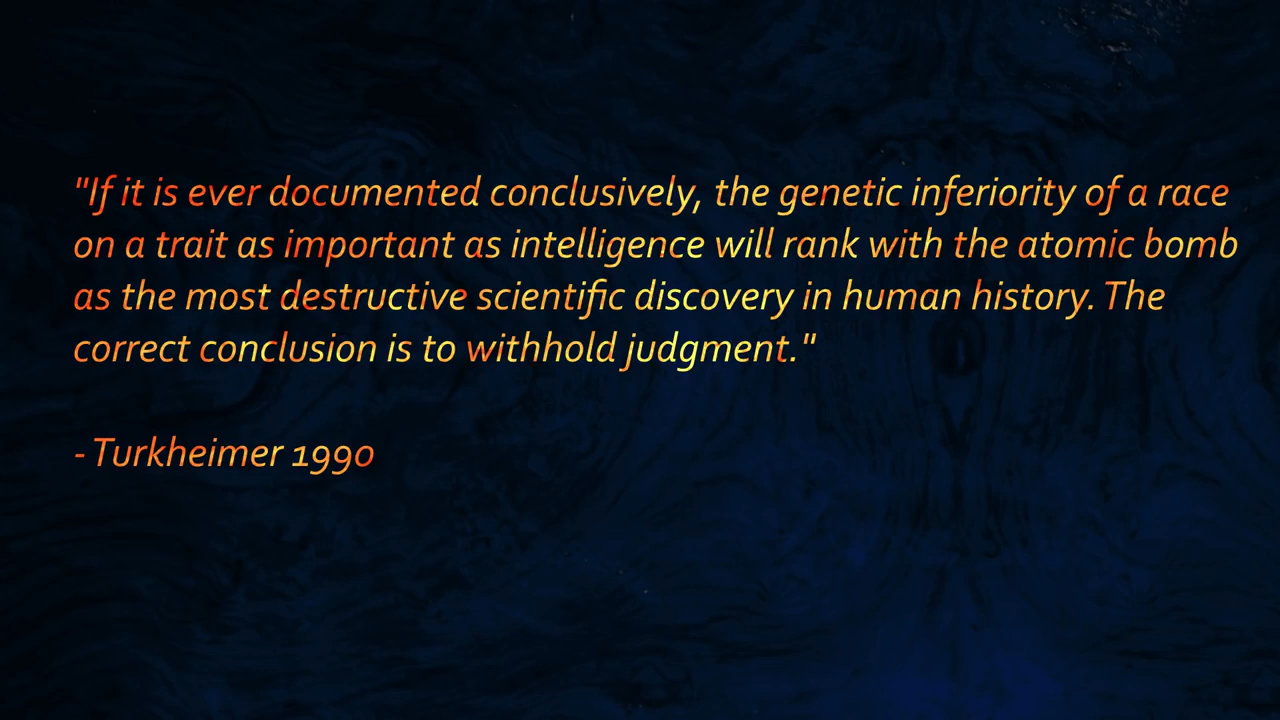 "If it is ever documented conclusively, the genetic inferiority of a race
on a trait as important as intelligence will rank with the atomic bomb
as the most destructive scientific discovery in human history. The
correct conclusion is to withhold judgment."
- Turkheimer 1990